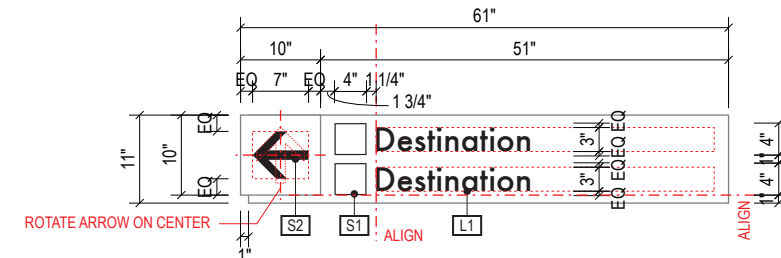 61"
10" 51"
EQ 7" EQ 4" 1 1/4"
1 3/4"
11" 10" EQ EQ
Destination 3" EQ EQ 4"
1"
Destination 3" EQ EQ 4"
1"
ROTATE ARROW ON CENTER S2 S1 ALIGN L1 ALIGN
1"